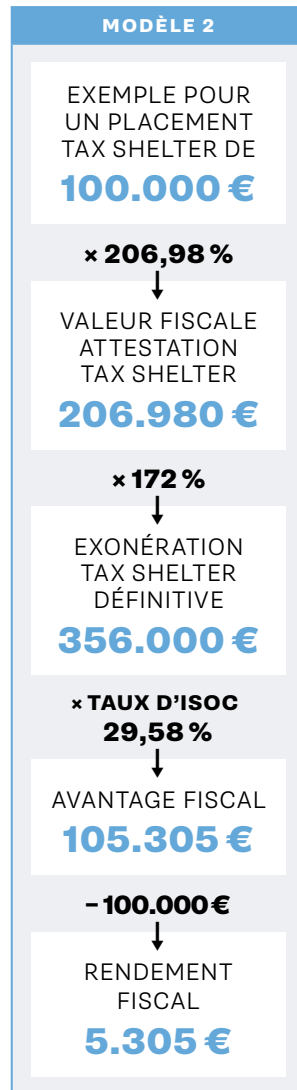 MODÈLE 2
EXEMPLE POUR
UN PLACEMENT
TAX SHELTER DE
100.000 €
× 206,98 %
VALEUR FISCALE
ATTESTATION
TAX SHELTER
206.980 €
× 172 %
EXONÉRATION
TAX SHELTER
DÉFINITIVE
356.000 €
× TAUX D'ISOC
29,58 %
AVANTAGE FISCAL
105.305 €
– 100.000 €
RENDEMENT
FISCAL
5.305 €